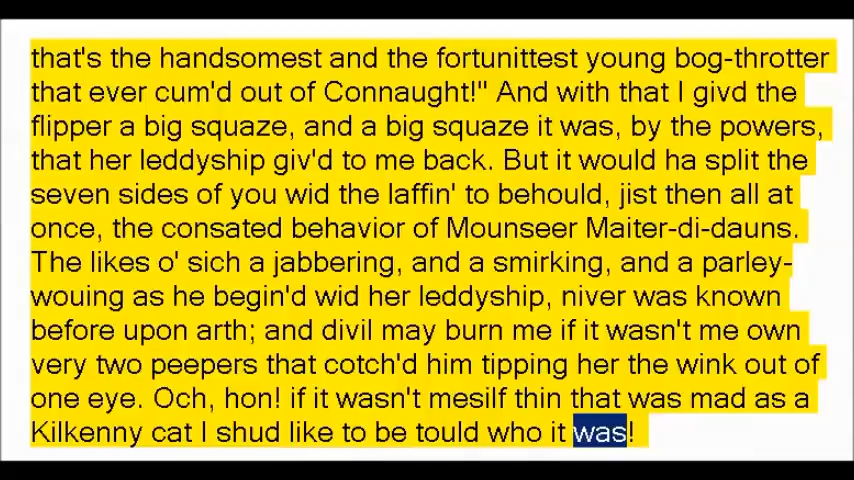 that's the handsomest and the fortunittest young bog-throtter
that ever cum'd out of Connaught!" And with that I givd the
flipper a big squaze, and a big squaze it was, by the powers,
that her leddyship giv'd to me back. But it would ha split the
seven sides of you wid the laffin' to behould, jist then all at
once, the consated behavior of Mounseer Maiter-di-dauns.
The likes o' sich a jabbering, and a smirking, and a parley-
wouing as he begin'd wid her leddyship, niver was known
before upon arth; and divil may burn me if it wasn't me own
very two peepers that cotch'd him tipping her the wink out of
one eye. Och, hon! if it wasn't mesilf thin that was mad as a
Kilkenny cat I shud like to be tould who it was!